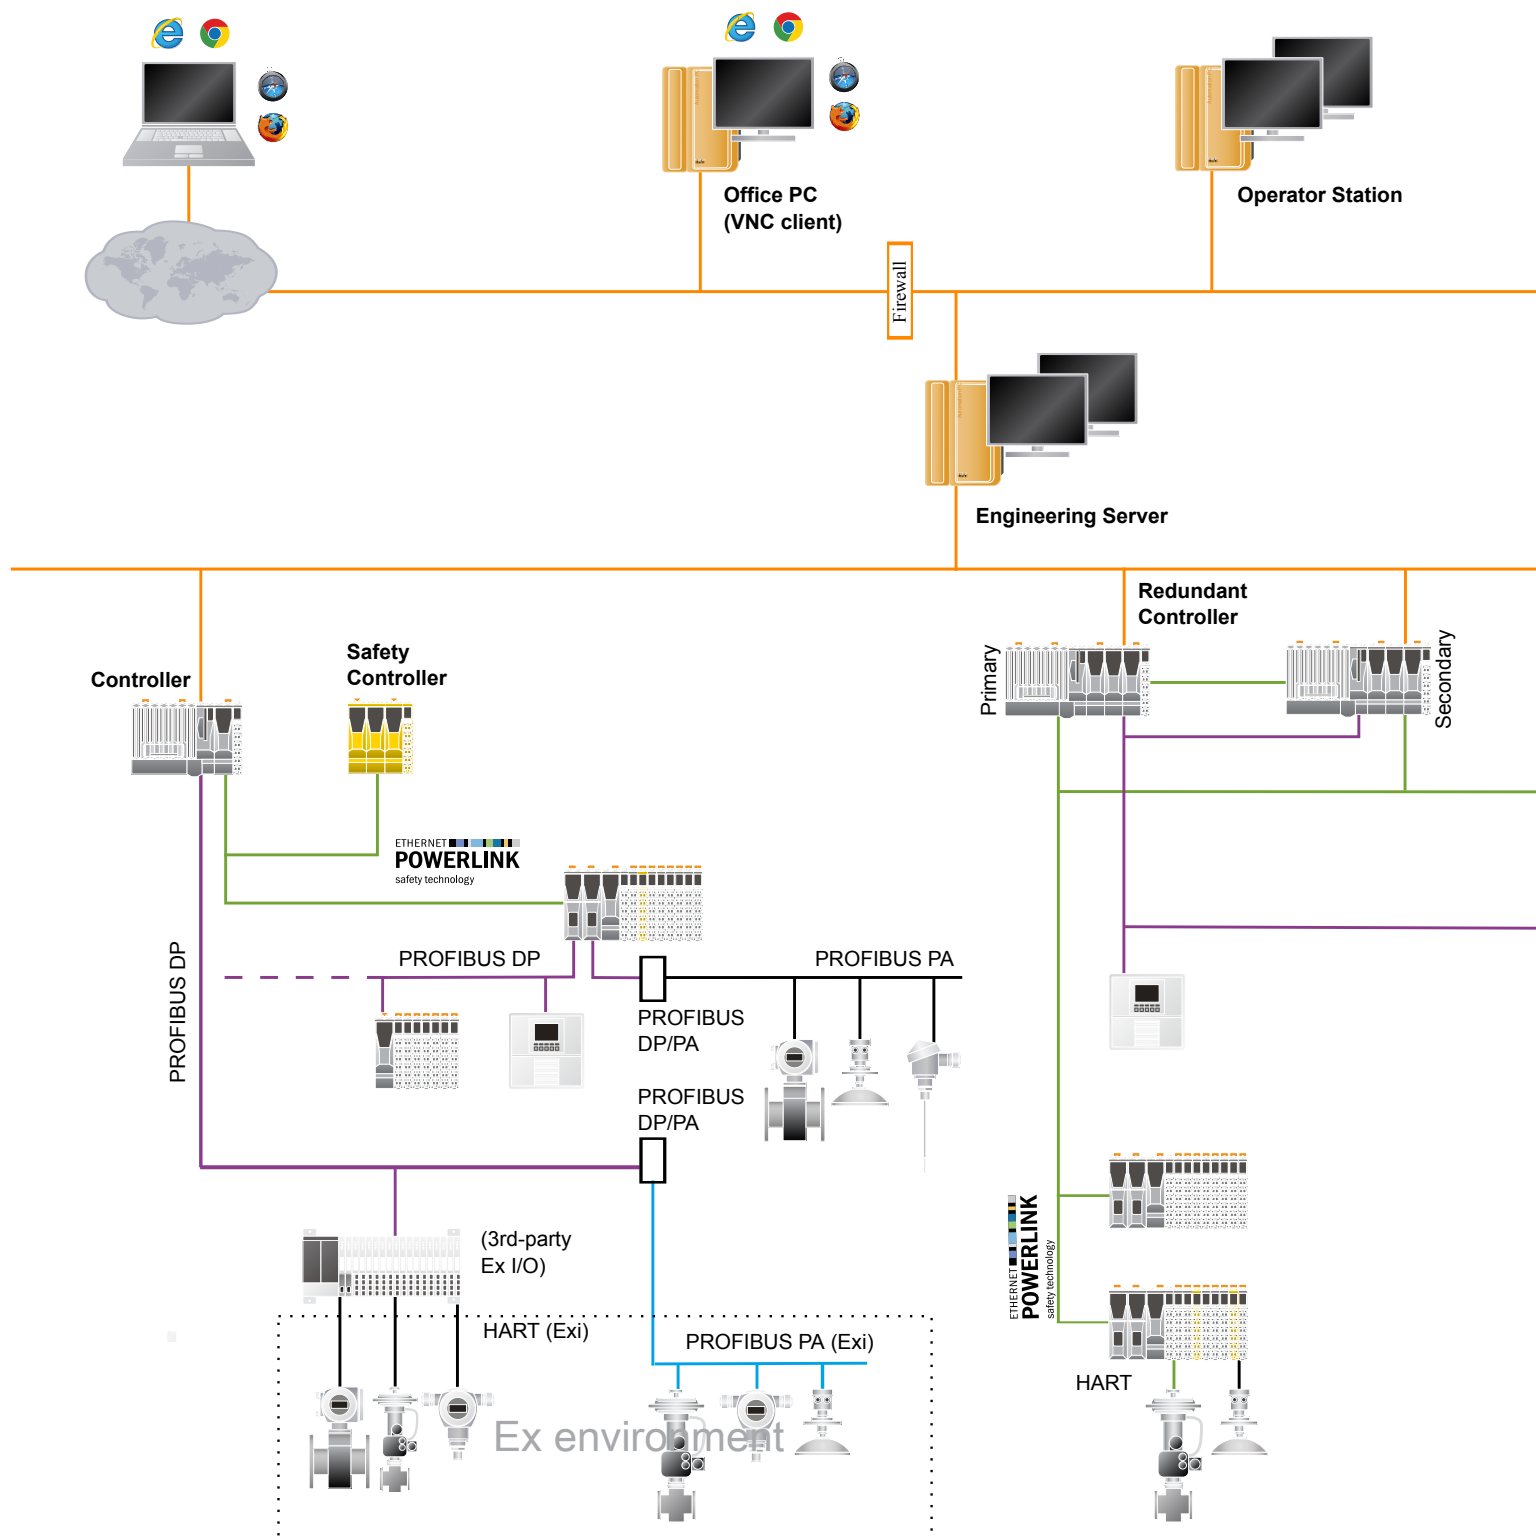 Office PC
(VNC client)
Operator Station
Firewall
Engineering Server
Redundant
Controller
Primary
Secondary
Safety
Controller
Controller
ETHERNET
POWERLINK
safety technology
PROFIBUS DP
PROFIBUS DP
PROFIBUS PA
PROFIBUS
DP/PA
PROFIBUS
DP/PA
(3rd-party
Ex I/O)
HART (Exi)
PROFIBUS PA (Exi)
Ex environment
ETHERNET
POWERLINK
safety technology
HART